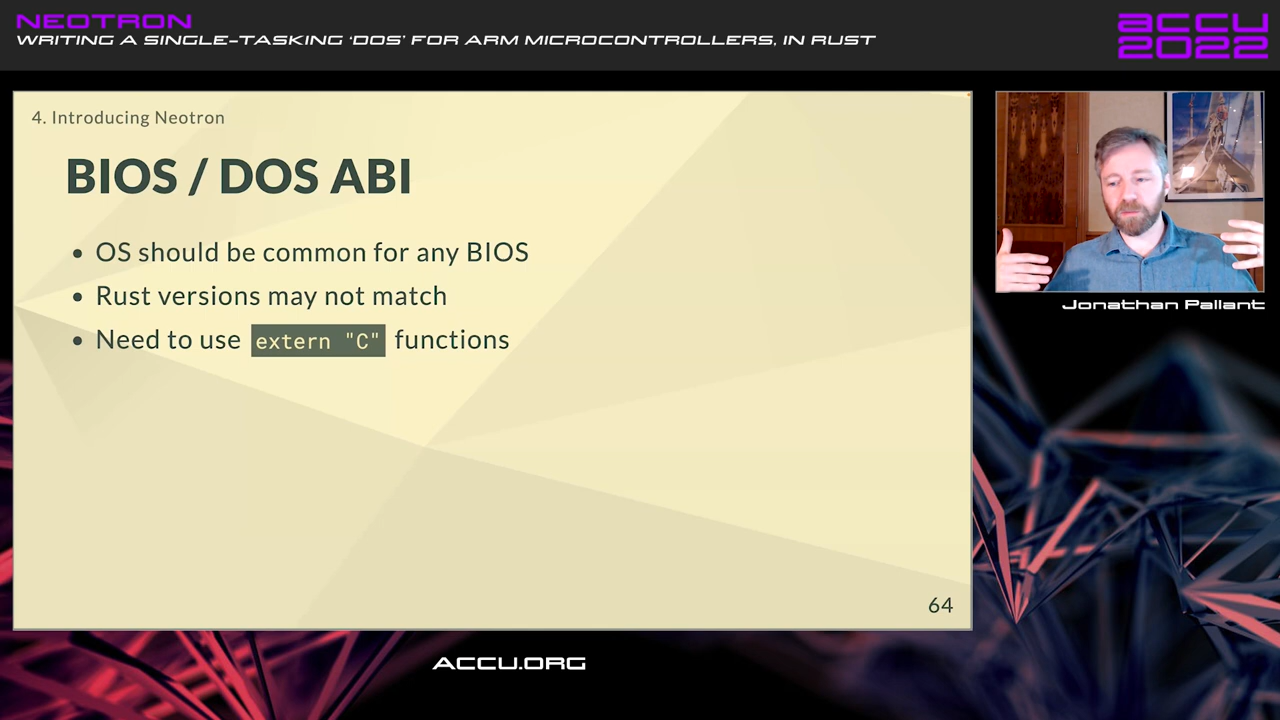 NEOTRON
WRITING A SINGLE-TASKING ‘DOS’ FOR ARM MICROCONTROLLERS, IN RUST
ACCU
2022
4. Introducing Neotron
BIOS / DOS ABI
• OS should be common for any BIOS
• Rust versions may not match
• Need to use extern "C" functions
64
Jonathan Pallant
ACCU.ORG